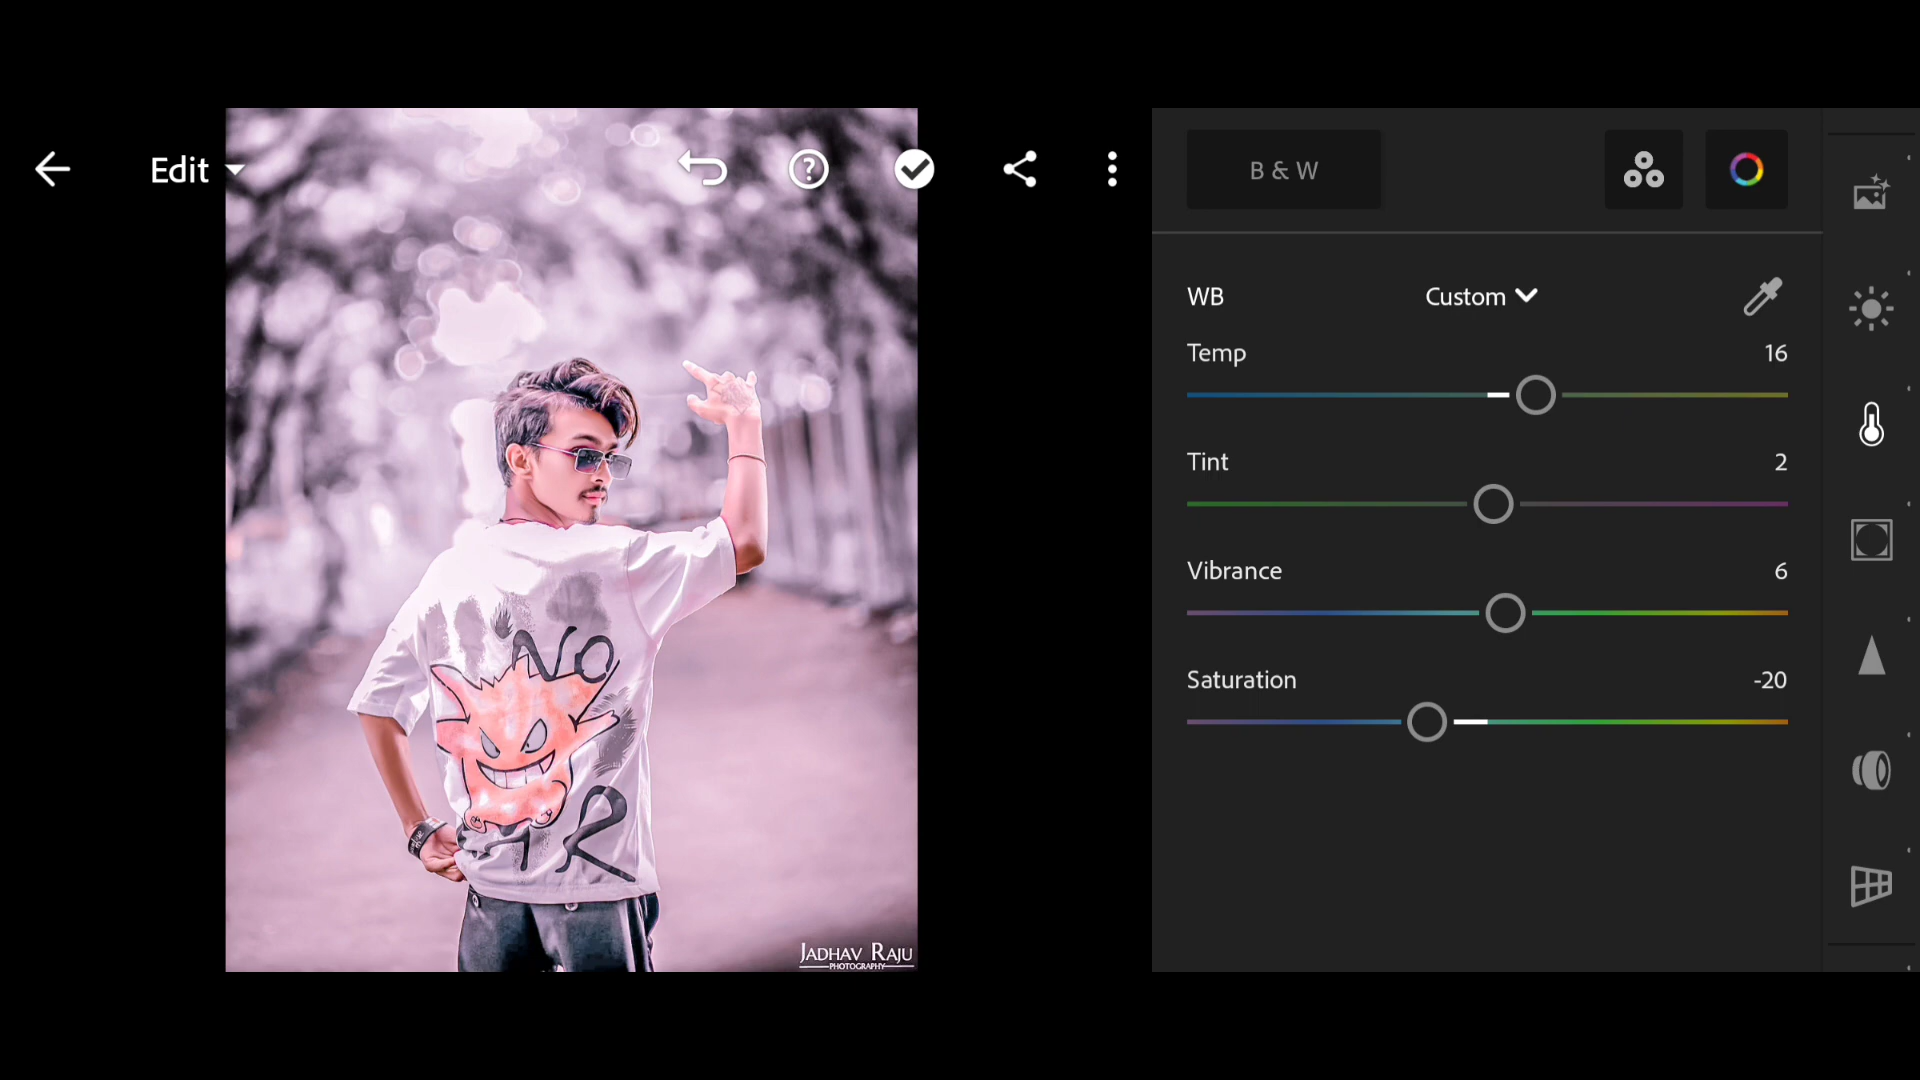 Edit
B & W
WB
Custom
Temp
16
Tint
2
Vibrance
6
Saturation
-20
NO
JADHAV RAJU
PHOTOGRAPHY